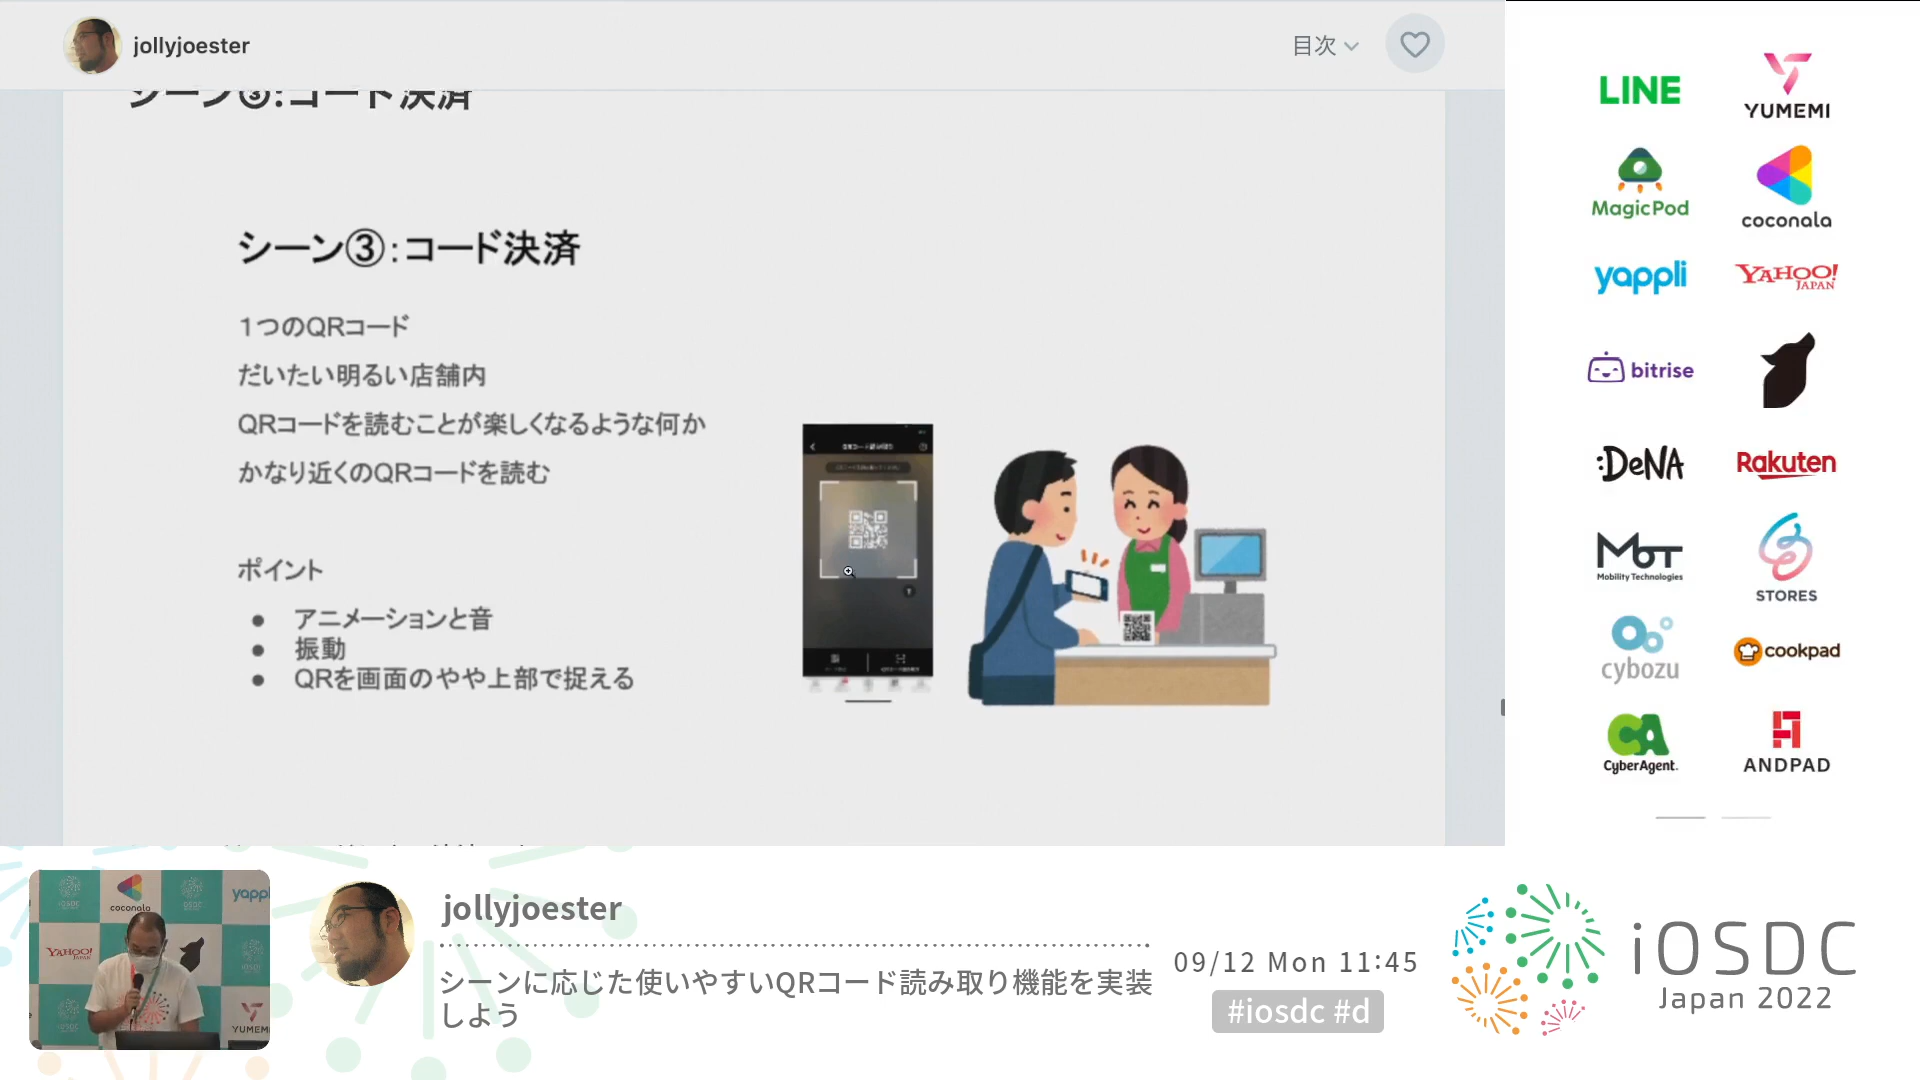 jollyjoester
目次
シーン③:コード決済
シーン③:コード決済
1つのQRコード
だいたい明るい店舗内
QRコードを読むことが楽しくなるような何か
かなり近くのQRコードを読む
ポイント
● アニメーションと音
● 振動
● QRを画面のやや上部で捉える
LINE
YUMEMI
MagicPod
coconala
yappli
YAHOO!
JAPAN
bitrise
:DeNA
Rakuten
MoT
Mobility Technologies
STORES
cybozu
cookpad
CA
CyberAgent.
ANDPAD
coconala
yappli
YAHOO!
YUMEMI
jollyjoester
シーンに応じた使いやすいQRコード読み取り機能を実装
しよう
09/12 Mon 11:45
#iosdc #d
iOSDC
Japan 2022